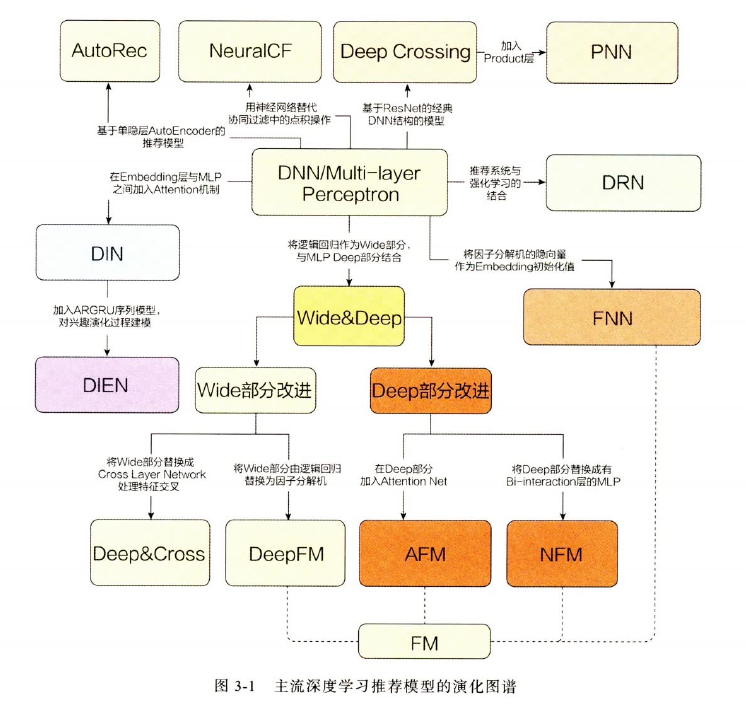 AutoRec
NeuralCF
Deep Crossing
加入
Product层
PNN
基于单隐层AutoEncoder的
推荐模型
用神经网络替代
协同过滤中的点积操作
基于ResNet的经典
DNN结构的模型
在Embedding层与MLP
之间加入Attention机制
DNN/Multi-layer
Perceptron
推荐系统与
强化学习的
结合
DRN
DIN
将逻辑回归作为Wide部分,
与MLP Deep部分结合
将因子分解机的隐向量
作为Embedding初始化值
加入ARGRU序列模型,
对兴趣演化过程建模
Wide&Deep
FNN
DIEN
Wide部分改进
Deep部分改进
将Wide部分替换成
Cross Layer Network
处理特征交叉
将Wide部分由逻辑回归
替换为因子分解机
在Deep部分
加入Attention Net
将Deep部分替换成有
Bi-interaction层的MLP
Deep&Cross
DeepFM
AFM
NFM
FM
图 3-1 主流深度学习推荐模型的演化图谱